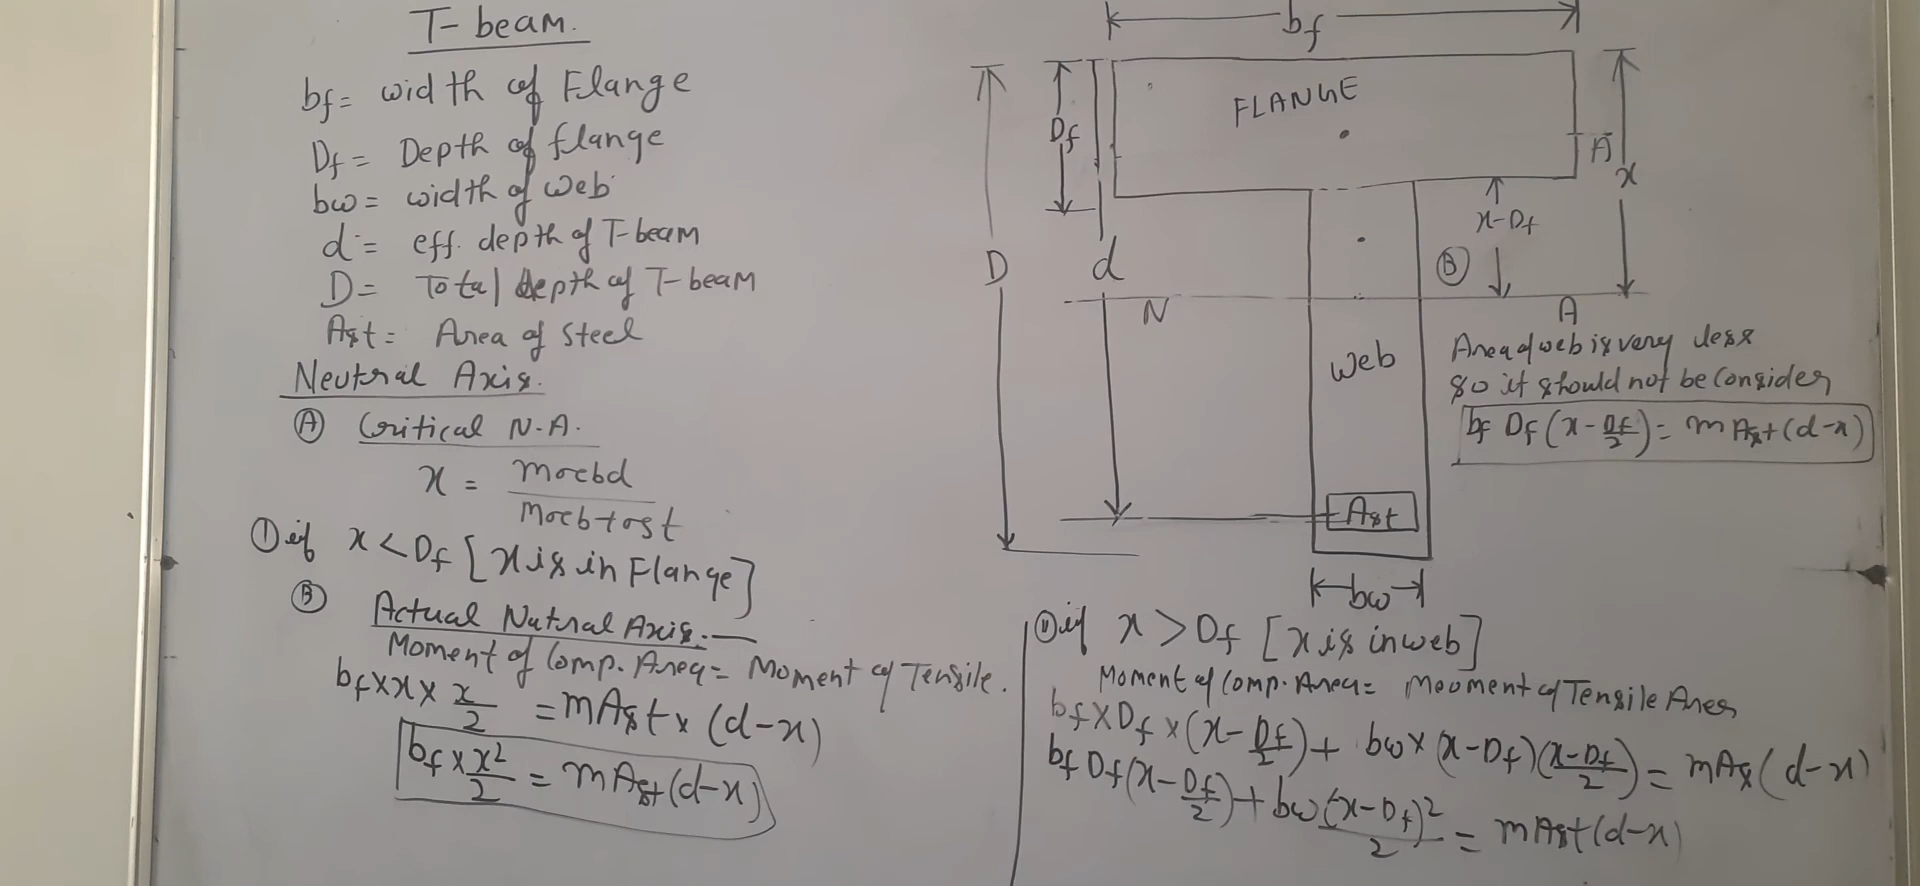 T-beam.
bf = width of Flange
Df = Depth of flange
bw = width of web
d = eff. depth of T-beam
D = Total depth of T-beam
Ast = Area of steel
Neutral Axis.
Ⓐ Critical N.A.
x = mσcbd / mσcb+σst
① if x < Df [x is in Flange]
Ⓑ Actual Natural Axis.
Moment of Comp. Area = Moment of Tensile.
bf × x × x/2 = mAst × (d-x)
bf × x²/2 = mAst (d-x)
bf
FLANGE
Df
A
x
x-Df
D
d
Ⓑ
N
A
web
Ast
bw
Area of web is very less
so it should not be Consider
bf Df (x - Df/2) = m Ast (d-x)
⑪ if x > Df [x is in web]
Moment of Comp. Area = Mooment of Tensile Area
bf × Df × (x - Df/2) + bw × (x-Df) (x-Df/2) = mAs (d-x)
bf Df (x - Df/2) + bw (x-Df)²/2 = mAst (d-x)